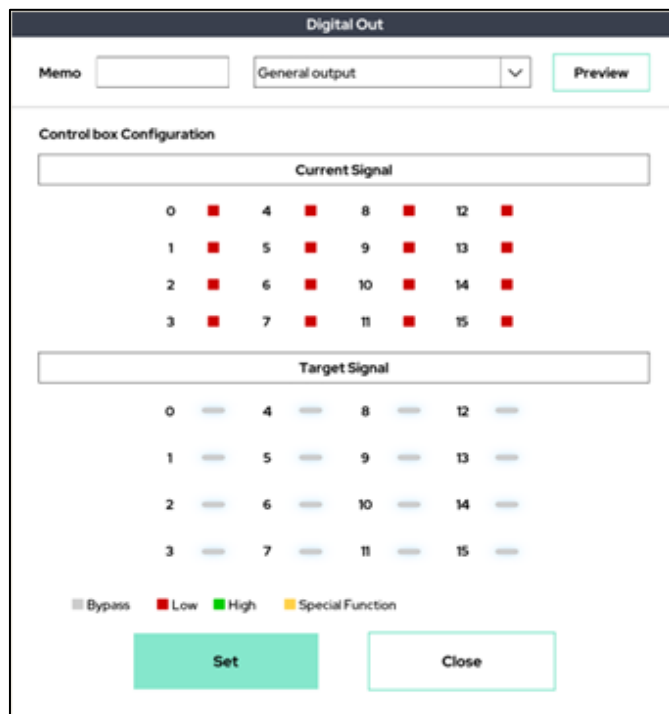 Digital Out
Memo General output Preview
Control box Configuration
Current Signal
0 4 8 12
1 5 9 13
2 6 10 14
3 7 11 15
Target Signal
0 4 8 12
1 5 9 13
2 6 10 14
3 7 11 15
Bypass Low High Special Function
Set Close